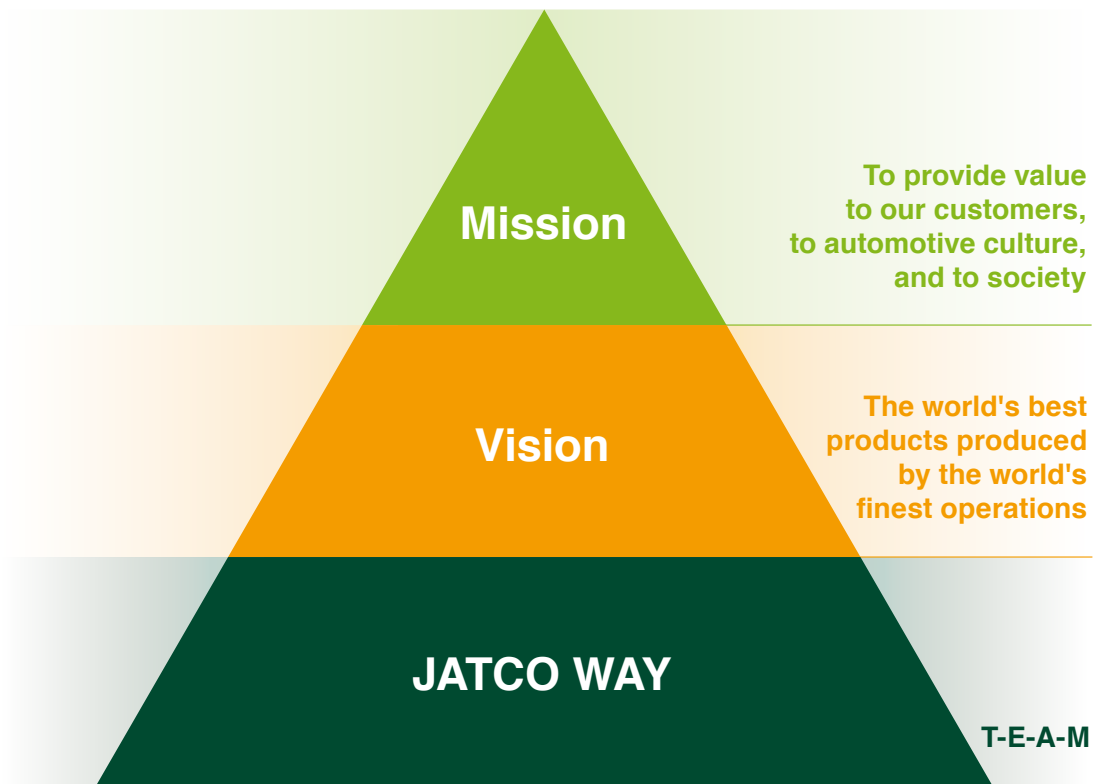 Mission
To provide value
to our customers,
to automotive culture,
and to society
Vision
The world's best
products produced
by the world's
finest operations
JATCO WAY
T-E-A-M